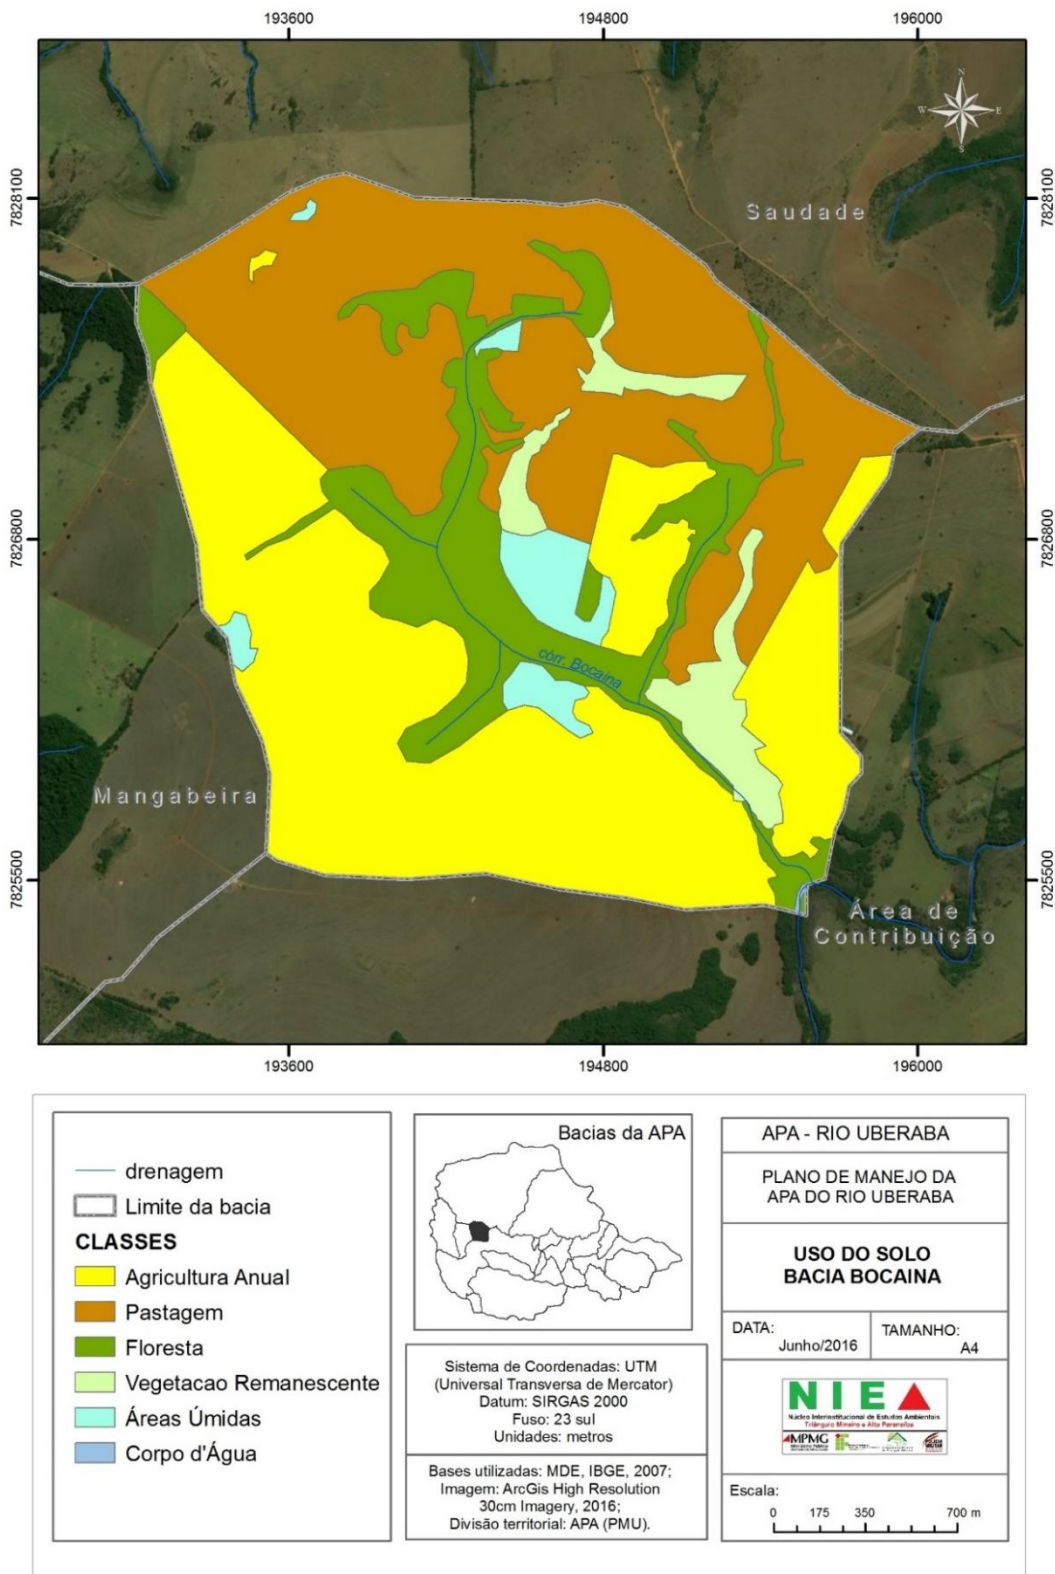 193600
194800
196000
N
W
E
S
7828100
7828100
Saudade
7826800
7826800
córr. Bocaina
Mangabeira
7825500
7825500
Área de
Contribuição
193600
194800
196000
drenagem
Limite da bacia
CLASSES
Agricultura Anual
Pastagem
Floresta
Vegetacao Remanescente
Áreas Úmidas
Corpo d'Água
Bacias da APA
Sistema de Coordenadas: UTM
(Universal Transversa de Mercator)
Datum: SIRGAS 2000
Fuso: 23 sul
Unidades: metros
Bases utilizadas: MDE, IBGE, 2007;
Imagem: ArcGis High Resolution
30cm Imagery, 2016;
Divisão territorial: APA (PMU).
APA - RIO UBERABA
PLANO DE MANEJO DA
APA DO RIO UBERABA
USO DO SOLO
BACIA BOCAINA
DATA:
Junho/2016
TAMANHO:
A4
NIEA
Núcleo Interinstitucional de Estudos Ambientais
Triângulo Mineiro e Alto Paranaíba
MPMG
Escala:
0 175 350 700 m